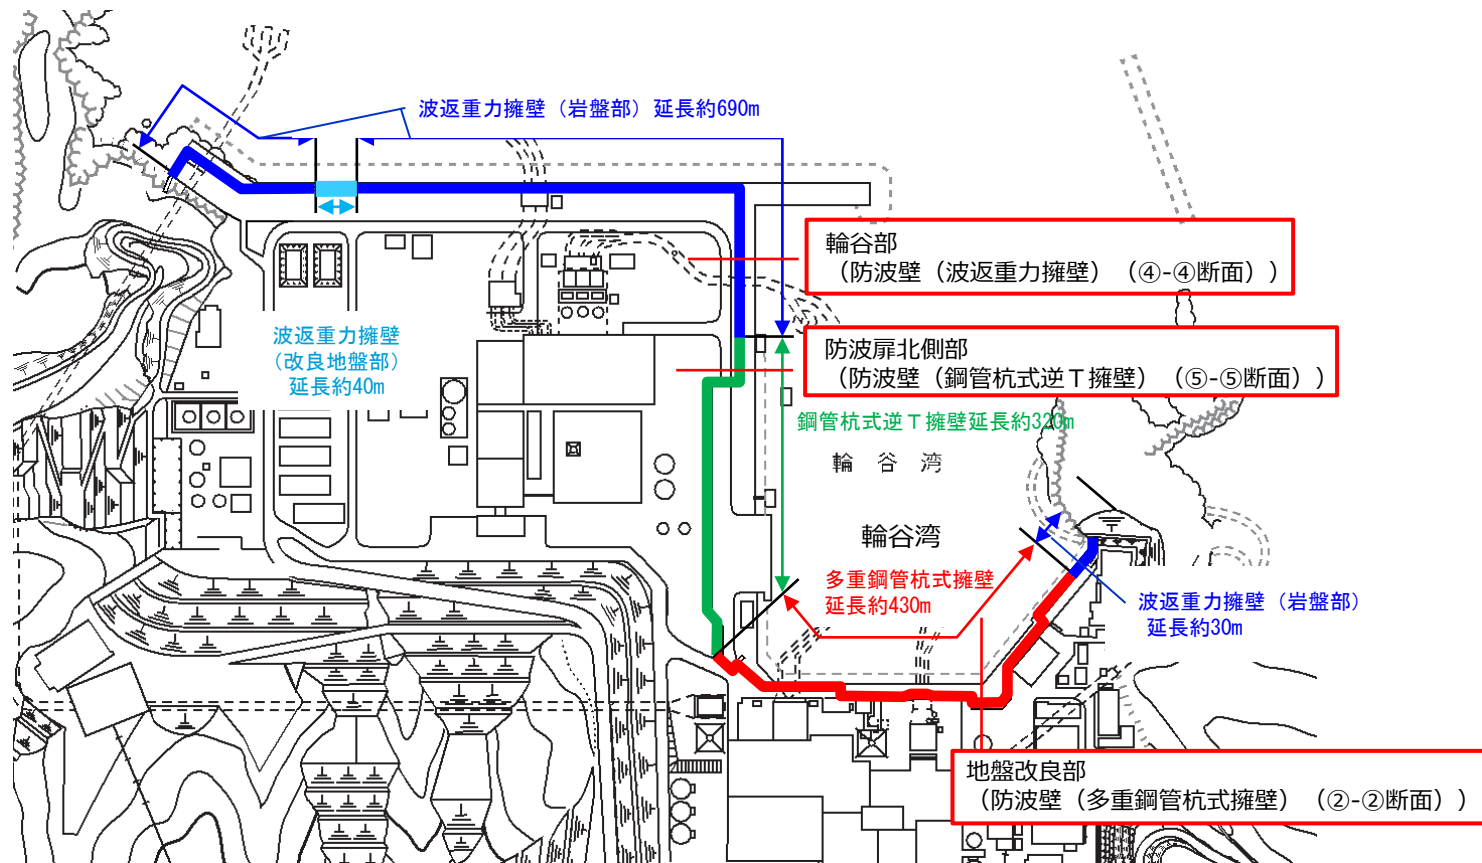 波返重力擁壁（岩盤部）延長約690m
輪谷部
（防波壁（波返重力擁壁）（④-④断面））
波返重力擁壁
（改良地盤部）
延長約40m
防波扉北側部
（防波壁（鋼管杭式逆Ｔ擁壁）（⑤-⑤断面））
鋼管杭式逆Ｔ擁壁延長約320m
輪谷湾
輪谷湾
多重鋼管杭式擁壁
延長約430m
波返重力擁壁（岩盤部）
延長約30m
地盤改良部
（防波壁（多重鋼管杭式擁壁）（②-②断面））